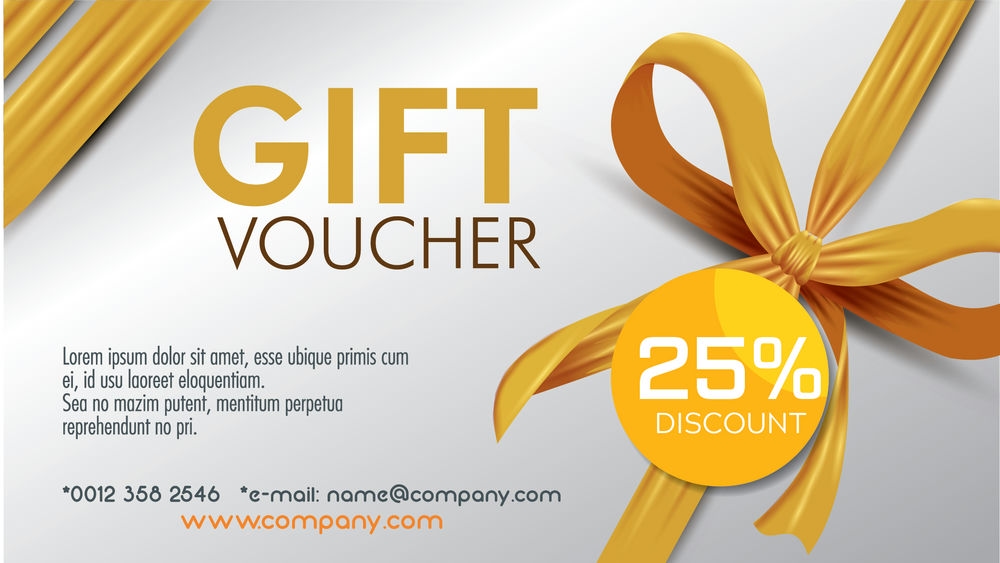 GIFT
VOUCHER
Lorem ipsum dolor sit amet, esse ubique primis cum
ei, id usu laoreet eloquentiam.
Sea no mazim putent, mentitum perpetua
reprehendunt no pri.
*0012 358 2546 *e-mail: name@company.com
www.company.com
25%
DISCOUNT